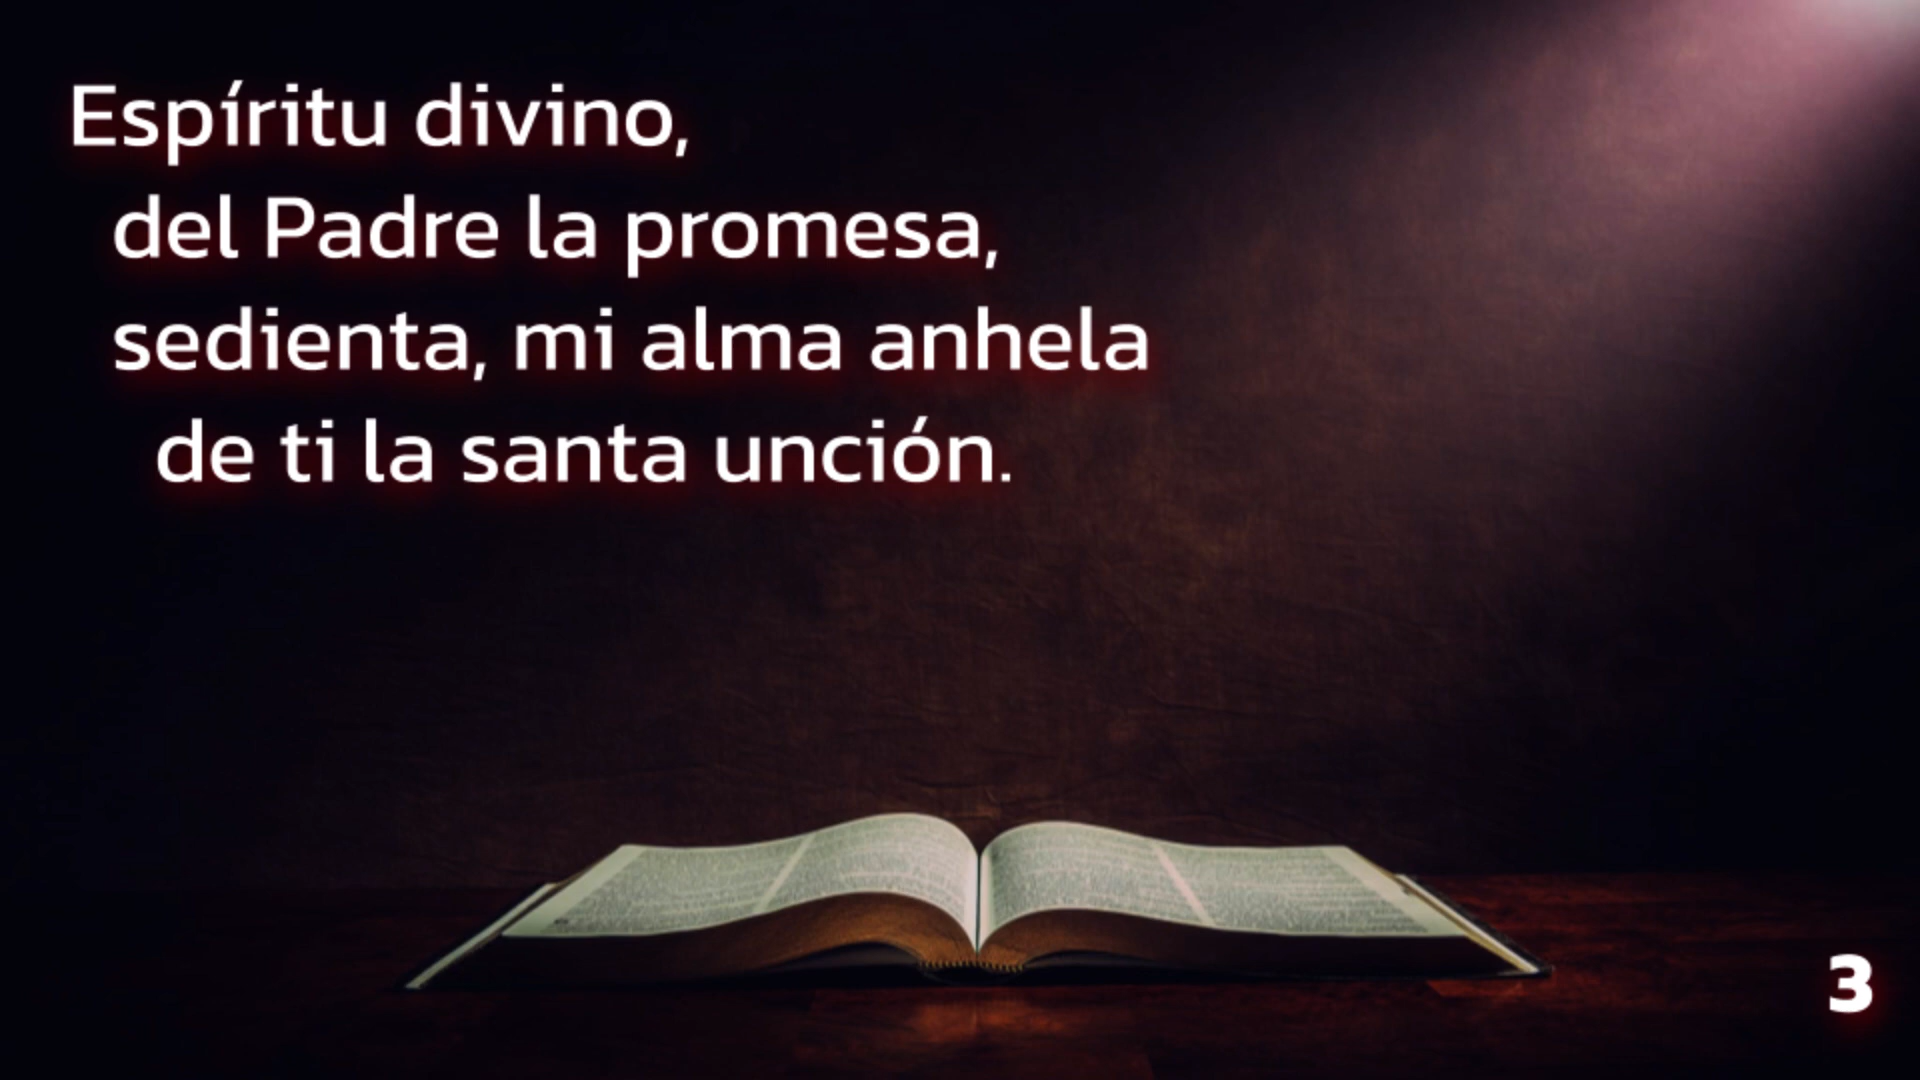 Espíritu divino,
del Padre la promesa,
sedienta, mi alma anhela
de ti la santa unción.
3